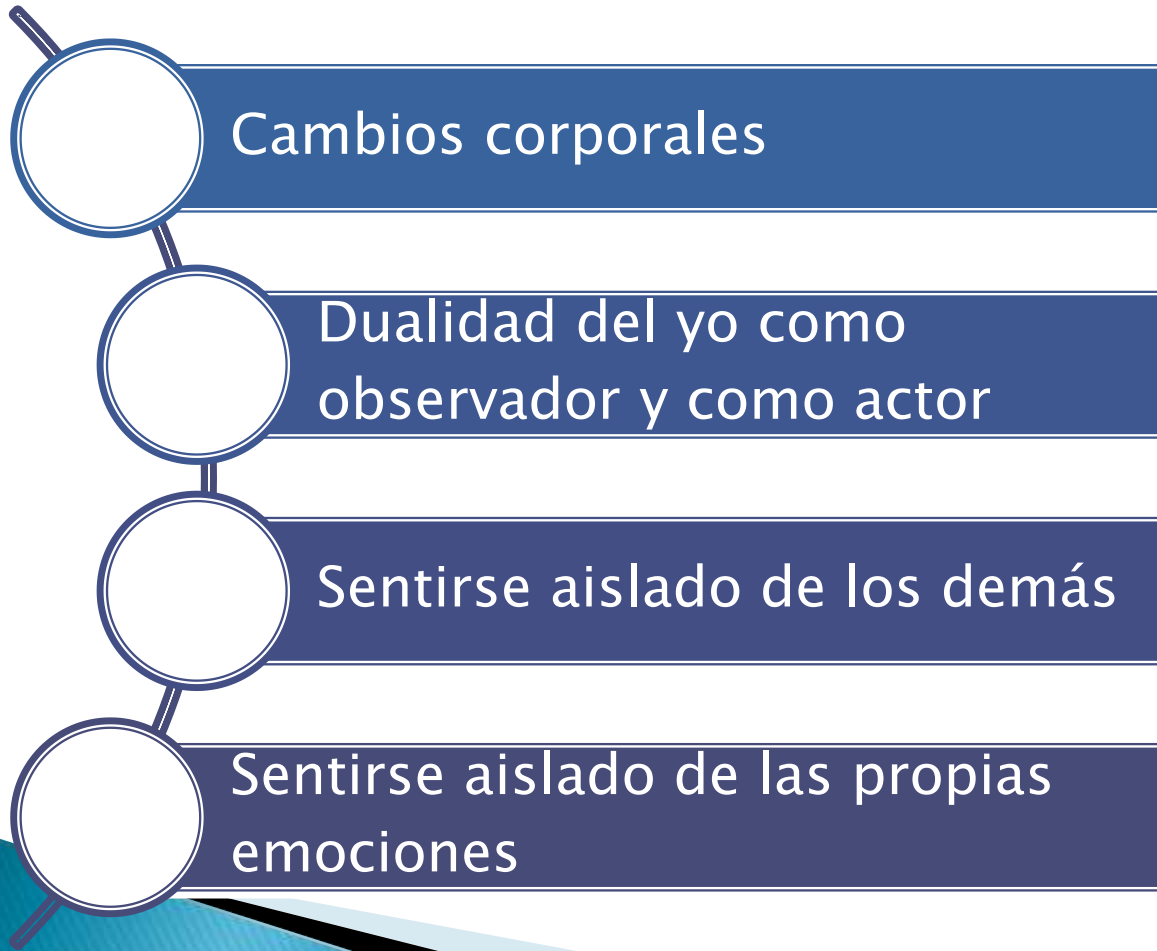 Cambios corporales
Dualidad del yo como
observador y como actor
Sentirse aislado de los demás
Sentirse aislado de las propias
emociones